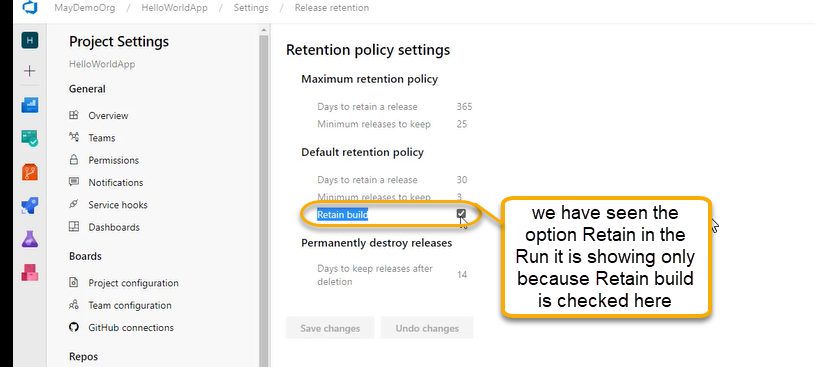 MayDemoOrg / HelloWorldApp / Settings / Release retention
H
Project Settings
HelloWorldApp
General
Overview
Teams
Permissions
Notifications
Service hooks
Dashboards
Boards
Project configuration
Team configuration
GitHub connections
Repos
Retention policy settings
Maximum retention policy
Days to retain a release 365
Minimum releases to keep 25
Default retention policy
Days to retain a release 30
Minimum releases to keep 3
Retain build
Permanently destroy releases
Days to keep releases after
deletion 14
Save changes Undo changes
we have seen the
option Retain in the
Run it is showing only
because Retain build
is checked here